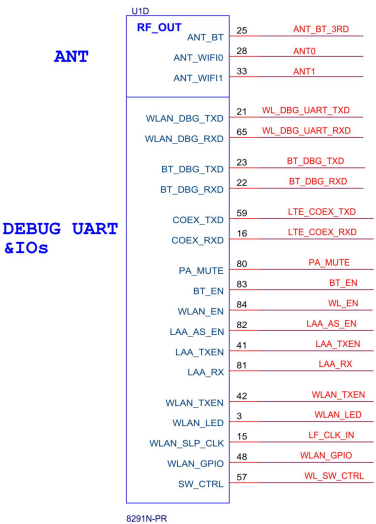 U1D
RF_OUT
ANT
ANT_BT 25 ANT_BT_3RD
ANT_WIFI0 28 ANT0
ANT_WIFI1 33 ANT1
WLAN_DBG_TXD 21 WL_DBG_UART_TXD
WLAN_DBG_RXD 65 WL_DBG_UART_RXD
BT_DBG_TXD 23 BT_DBG_TXD
BT_DBG_RXD 22 BT_DBG_RXD
DEBUG UART
&IOs
COEX_TXD 59 LTE_COEX_TXD
COEX_RXD 16 LTE_COEX_RXD
PA_MUTE 80 PA_MUTE
BT_EN 83 BT_EN
WLAN_EN 84 WL_EN
LAA_AS_EN 82 LAA_AS_EN
LAA_TXEN 41 LAA_TXEN
LAA_RX 81 LAA_RX
WLAN_TXEN 42 WLAN_TXEN
WLAN_LED 3 WLAN_LED
WLAN_SLP_CLK 15 LF_CLK_IN
WLAN_GPIO 48 WLAN_GPIO
SW_CTRL 57 WL_SW_CTRL
8291N-PR